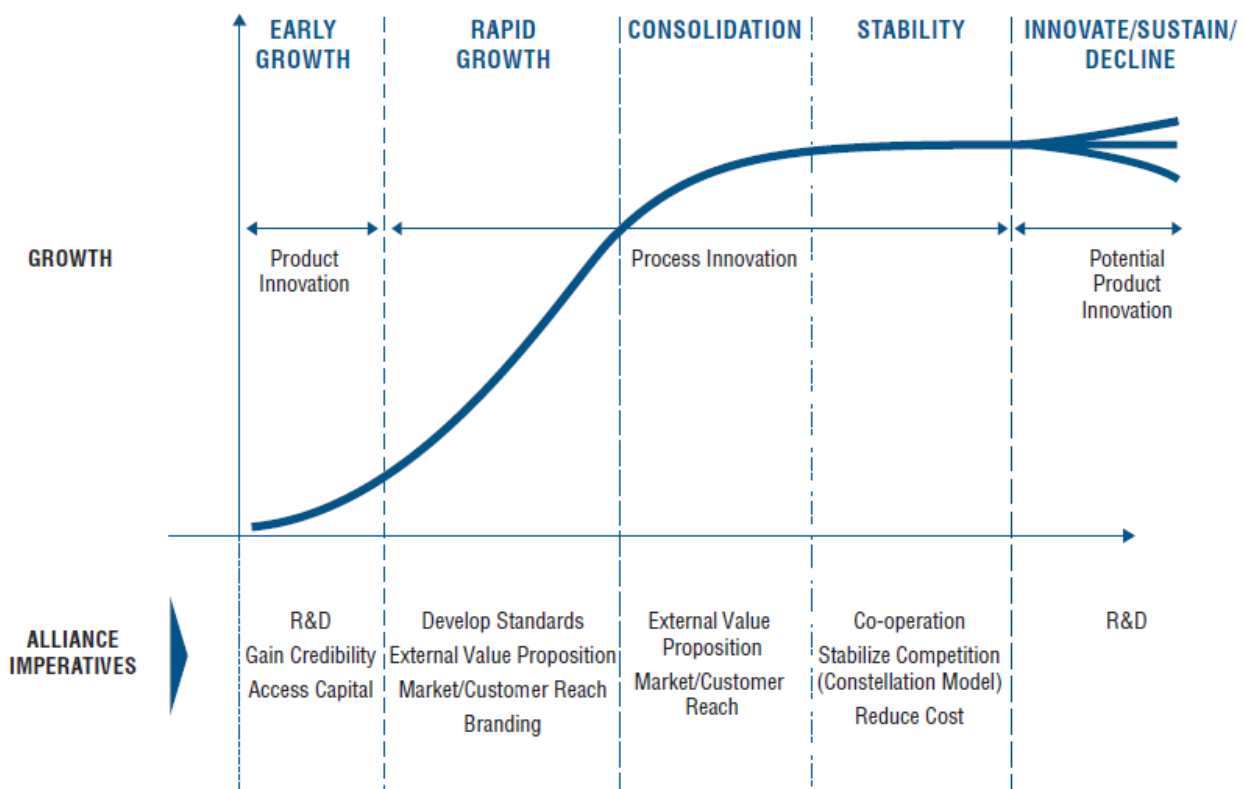 EARLY
GROWTH
RAPID
GROWTH
CONSOLIDATION
STABILITY
INNOVATE/SUSTAIN/
DECLINE
GROWTH
Product
Innovation
Process Innovation
Potential
Product
Innovation
ALLIANCE
IMPERATIVES
R&D
Gain Credibility
Access Capital
Develop Standards
External Value Proposition
Market/Customer Reach
Branding
External Value
Proposition
Market/Customer
Reach
Co-operation
Stabilize Competition
(Constellation Model)
Reduce Cost
R&D